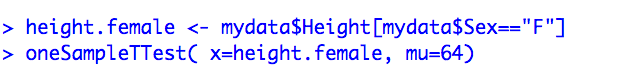 > height.female <- mydata$Height[mydata$Sex=="F"]
> oneSampleTTest( x=height.female, mu=64)